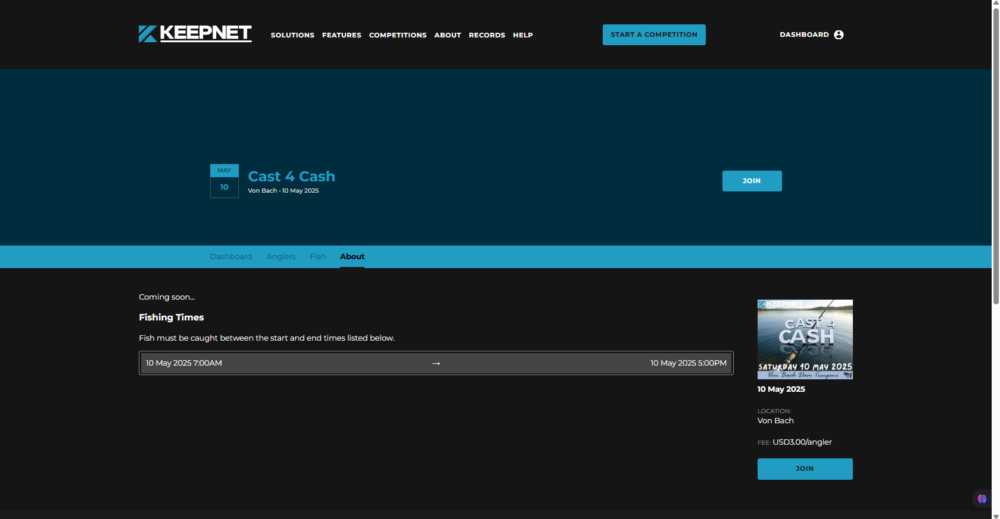 KEEPNET
SOLUTIONS FEATURES COMPETITIONS ABOUT RECORDS HELP
START A COMPETITION
DASHBOARD
MAY
10
Cast 4 Cash
Von Bach • 10 May 2025
JOIN
Dashboard Anglers Fish About
Coming soon...
Fishing Times
Fish must be caught between the start and end times listed below.
10 May 2025 7:00AM → 10 May 2025 5:00PM
KEEPNET
CAST 4
CASH
SATURDAY 10 MAY 2025
Von Bach Dam Tungeni
10 May 2025
LOCATION:
Von Bach
FEE: USD3.00/angler
JOIN